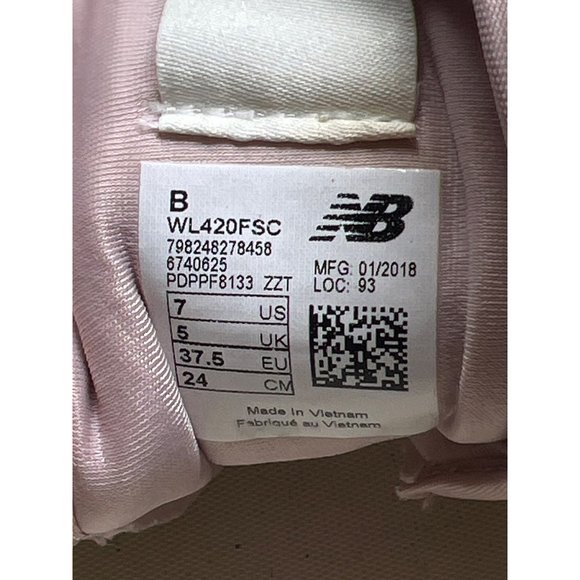 B
WL420FSC
798248278458
6740625
PDPPF8133 ZZT
7 US
5 UK
37.5 EU
24 CM
NB
MFG: 01/2018
LOC: 93
Made in Vietnam
Fabriqué au Vietnam